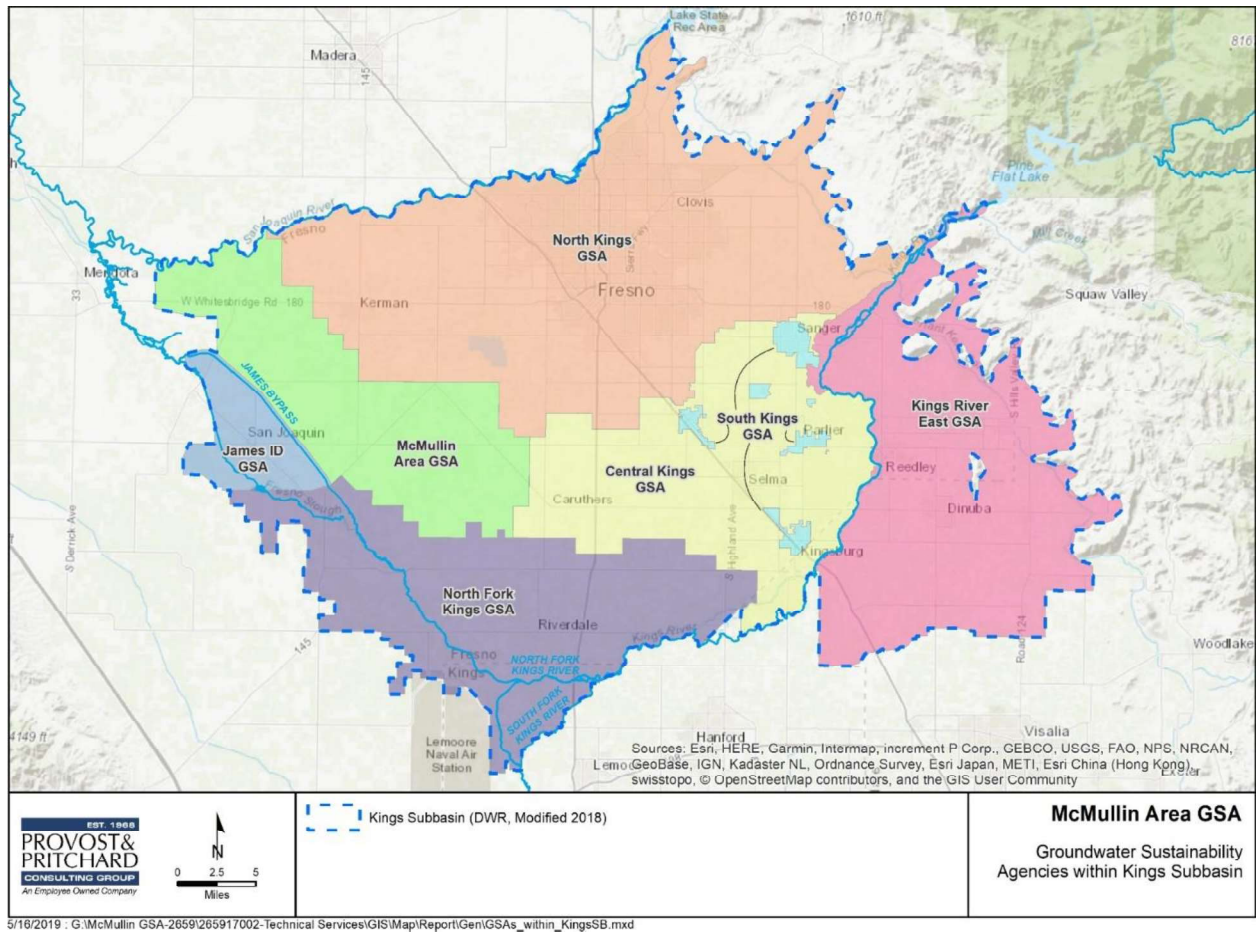 Lake State
Rec Area
1610 ft
816
Madera
145
Pine
Flat Lake
Clovis
San Joaquin River
Fresno
North Kings
GSA
Mill Creek
Mendota
33
W Whitesbridge Rd
180
Kerman
Fresno
180
Squaw Valley
Sanger
JAMES BYPASS
South Kings
GSA
Parlier
Kings River
East GSA
San Joaquin
James ID
GSA
McMullin
Area GSA
Central Kings
GSA
Selma
Reedley
Fresno Slough
Caruthers
Dinuba
S Derrick Ave
S Highland Ave
Kingsburg
North Fork
Kings GSA
Riverdale
Kings River
Road 124
Woodlake
145
Fresno
Kings
NORTH FORK
KINGS RIVER
SOUTH FORK
KINGS RIVER
4149 ft
Lemoore
Naval Air
Station
Hanford
Visalia
Exeter
Sources: Esri, HERE, Garmin, Intermap, increment P Corp., GEBCO, USGS, FAO, NPS, NRCAN,
GeoBase, IGN, Kadaster NL, Ordnance Survey, Esri Japan, METI, Esri China (Hong Kong),
swisstopo, © OpenStreetMap contributors, and the GIS User Community
EST. 1968
PROVOST&
PRITCHARD
CONSULTING GROUP
An Employee Owned Company
N
0 2.5 5
Miles
Kings Subbasin (DWR, Modified 2018)
McMullin Area GSA
Groundwater Sustainability
Agencies within Kings Subbasin
5/16/2019 : G:\McMullin GSA-2659\265917002-Technical Services\GIS\Map\Report\Gen\GSAs_within_KingsSB.mxd